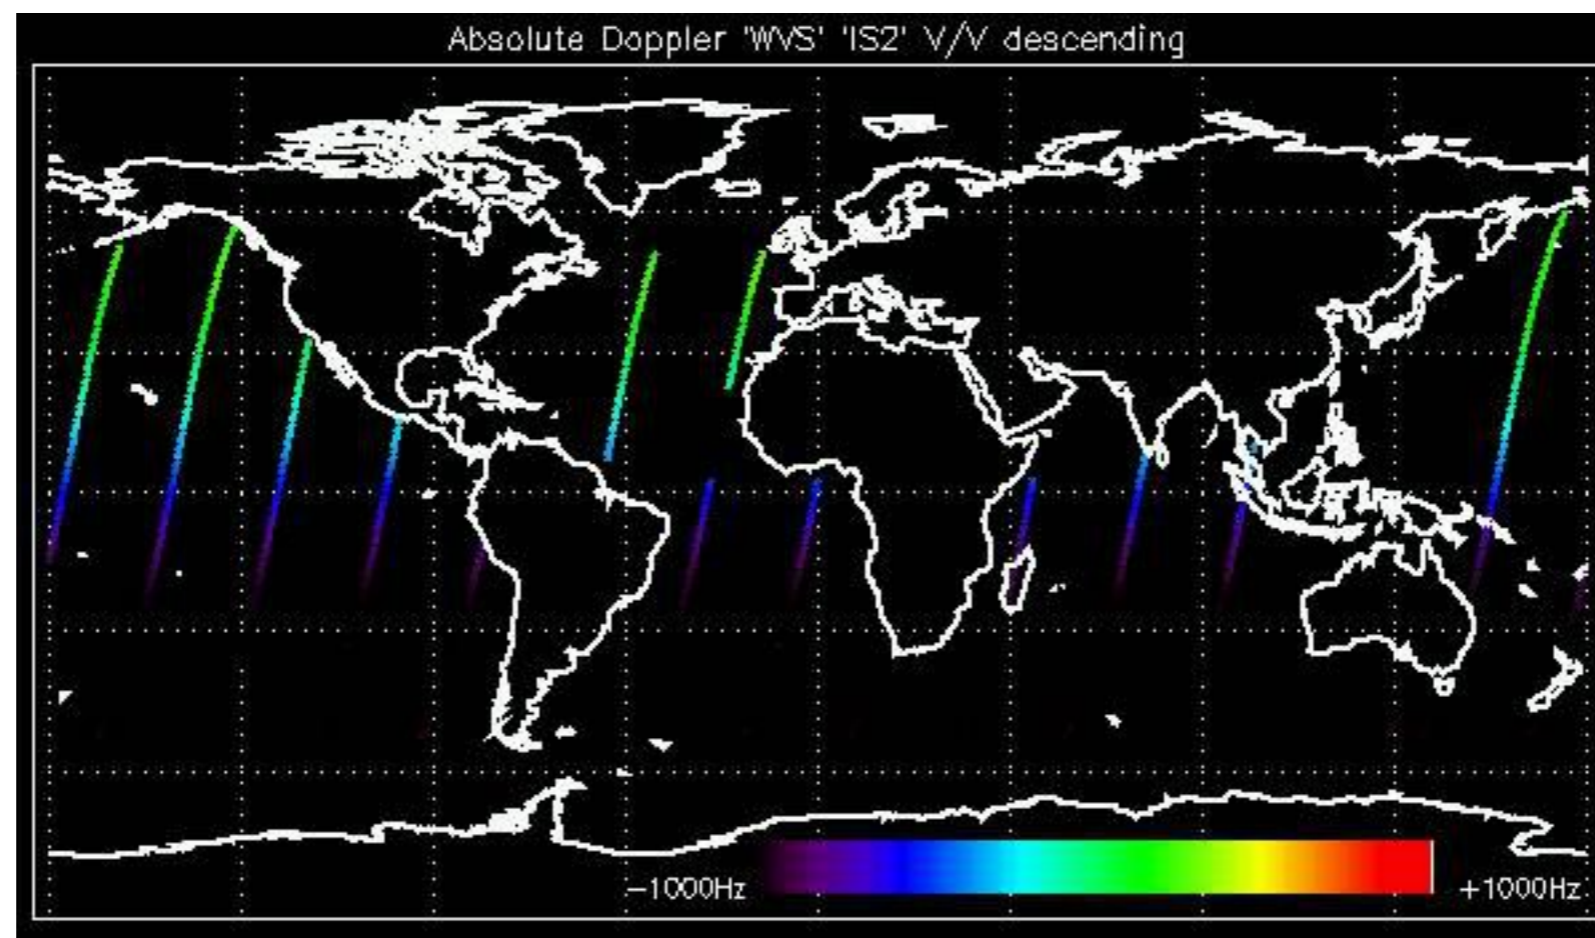 Absolute Doppler 'WVS' 'IS2' V/V descending
-1000Hz
+1000Hz